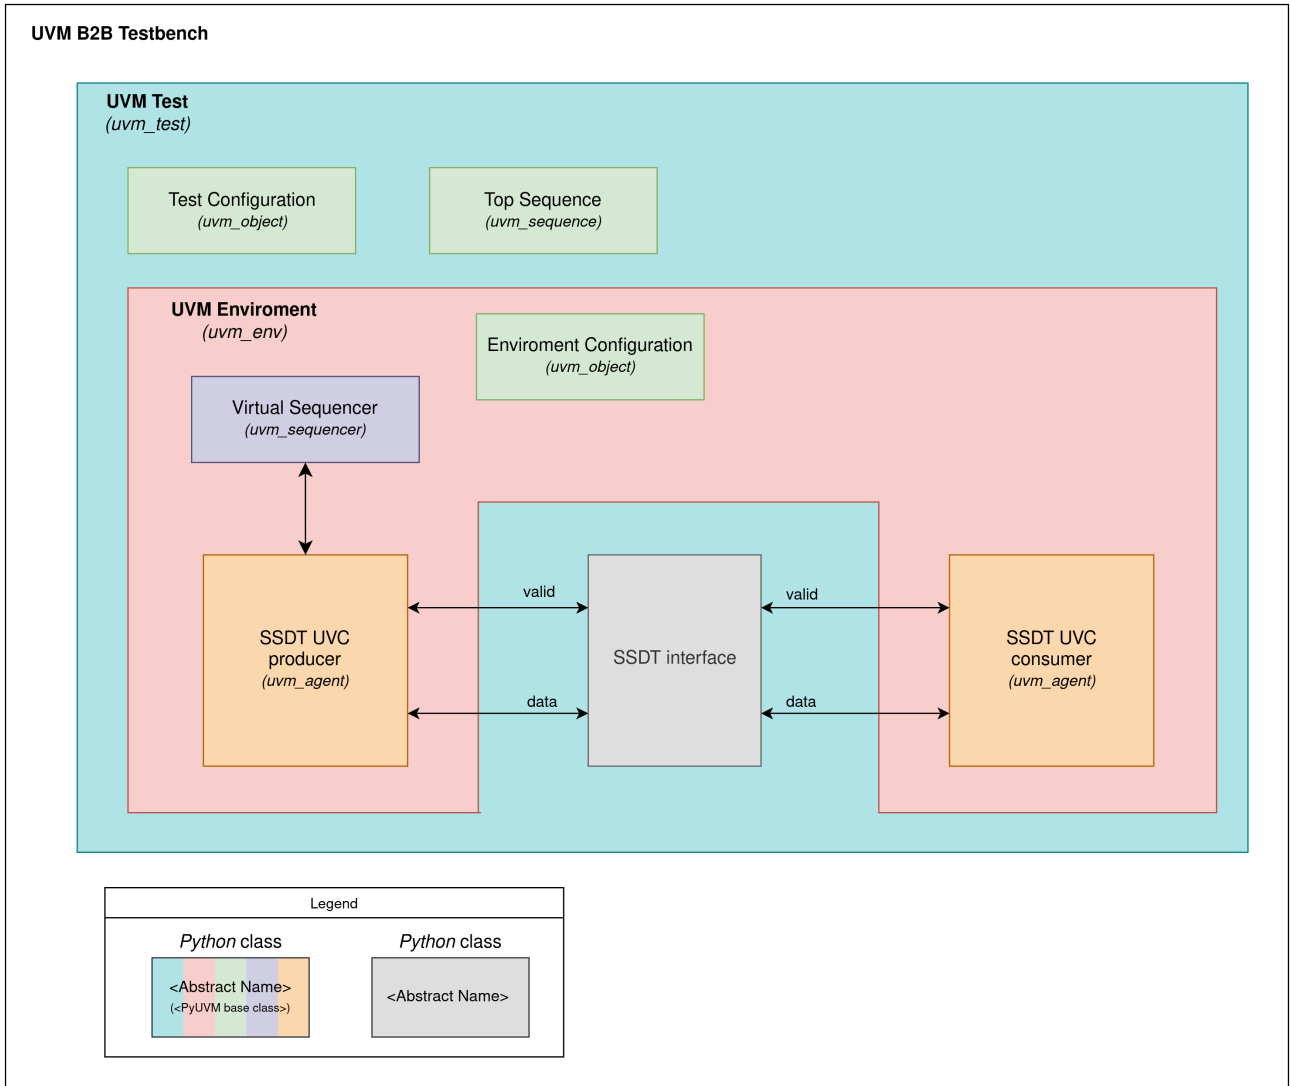 UVM B2B Testbench
UVM Test
(uvm_test)
Test Configuration
(uvm_object)
Top Sequence
(uvm_sequence)
UVM Enviroment
(uvm_env)
Enviroment Configuration
(uvm_object)
Virtual Sequencer
(uvm_sequencer)
SSDT UVC
producer
(uvm_agent)
valid
data
SSDT interface
valid
data
SSDT UVC
consumer
(uvm_agent)
Legend
Python class
<Abstract Name>
(<PyUVM base class>)
Python class
<Abstract Name>